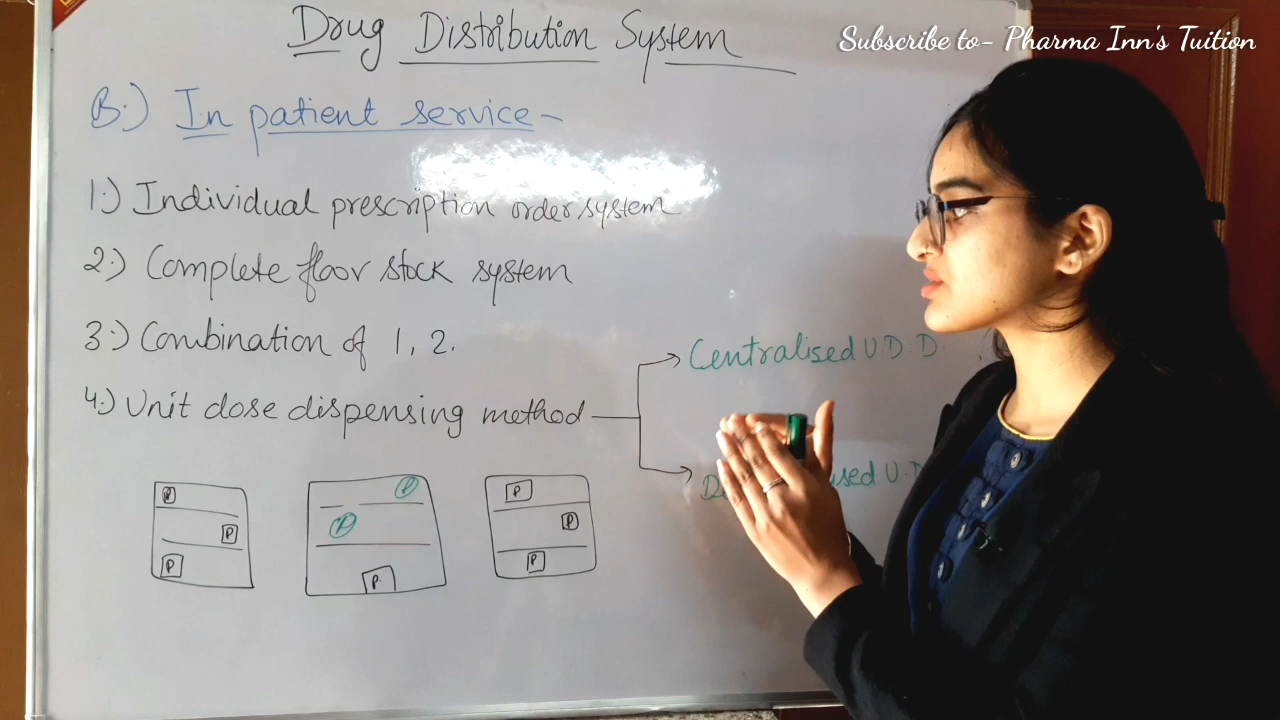 Drug Distribution System
Subscribe to- Pharma Inn's Tuition
B.) In patient service -
1.) Individual prescription order system
2.) Complete floor stock system
3.) Combination of 1, 2.
Centralised U.D.D.
4.) Unit dose dispensing method
U.D
P P P
P P P
P P. P